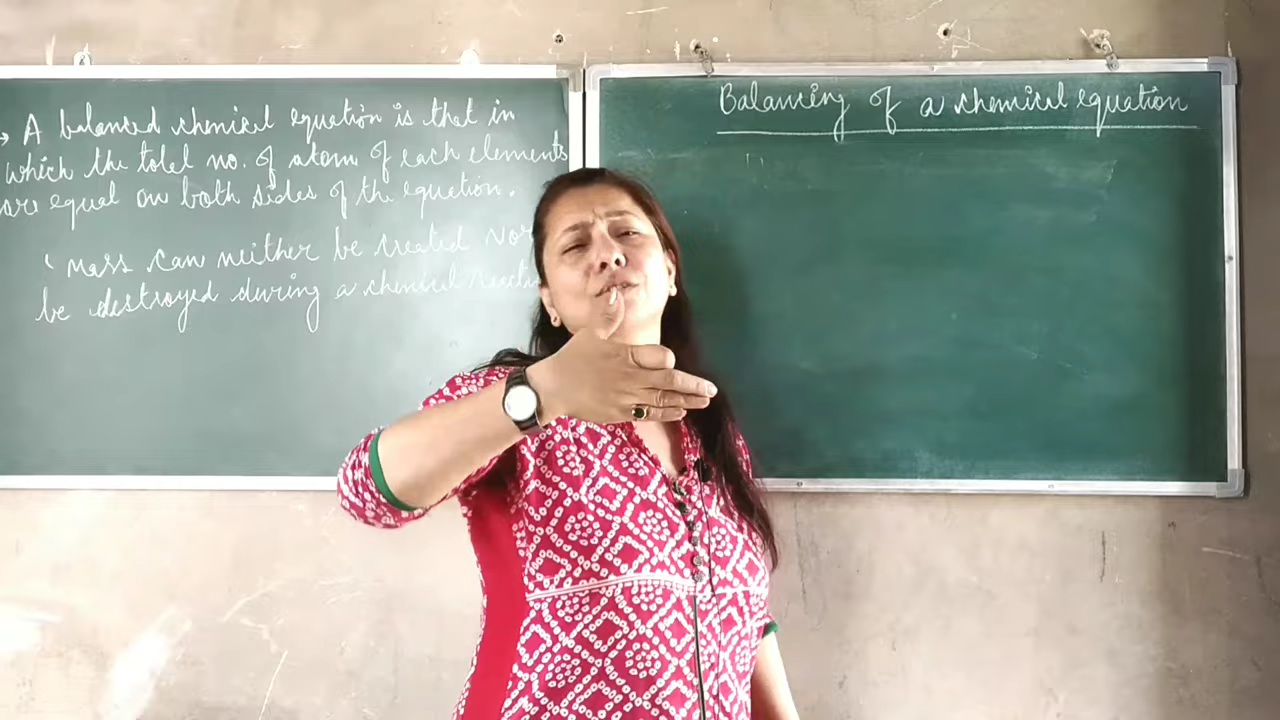 → A balanced chemical equation is that in
which the total no. of atom of each elements
are equal on both sides of the equation.
' Mass can neither be created Nor
be destroyed during a chemical
Balancing of a chemical equation